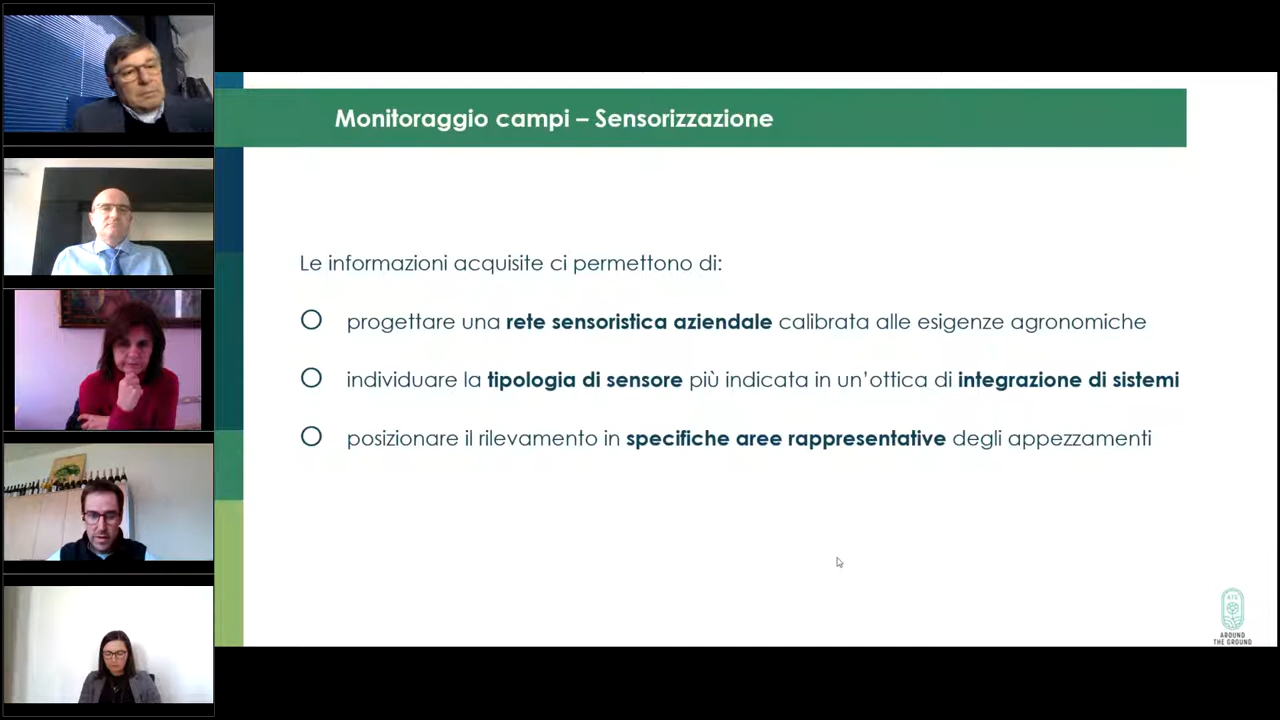 Monitoraggio campi – Sensorizzazione
Le informazioni acquisite ci permettono di:
progettare una rete sensoristica aziendale calibrata alle esigenze agronomiche
individuare la tipologia di sensore più indicata in un'ottica di integrazione di sistemi
posizionare il rilevamento in specifiche aree rappresentative degli appezzamenti
ATG
AROUND
THE GROUND